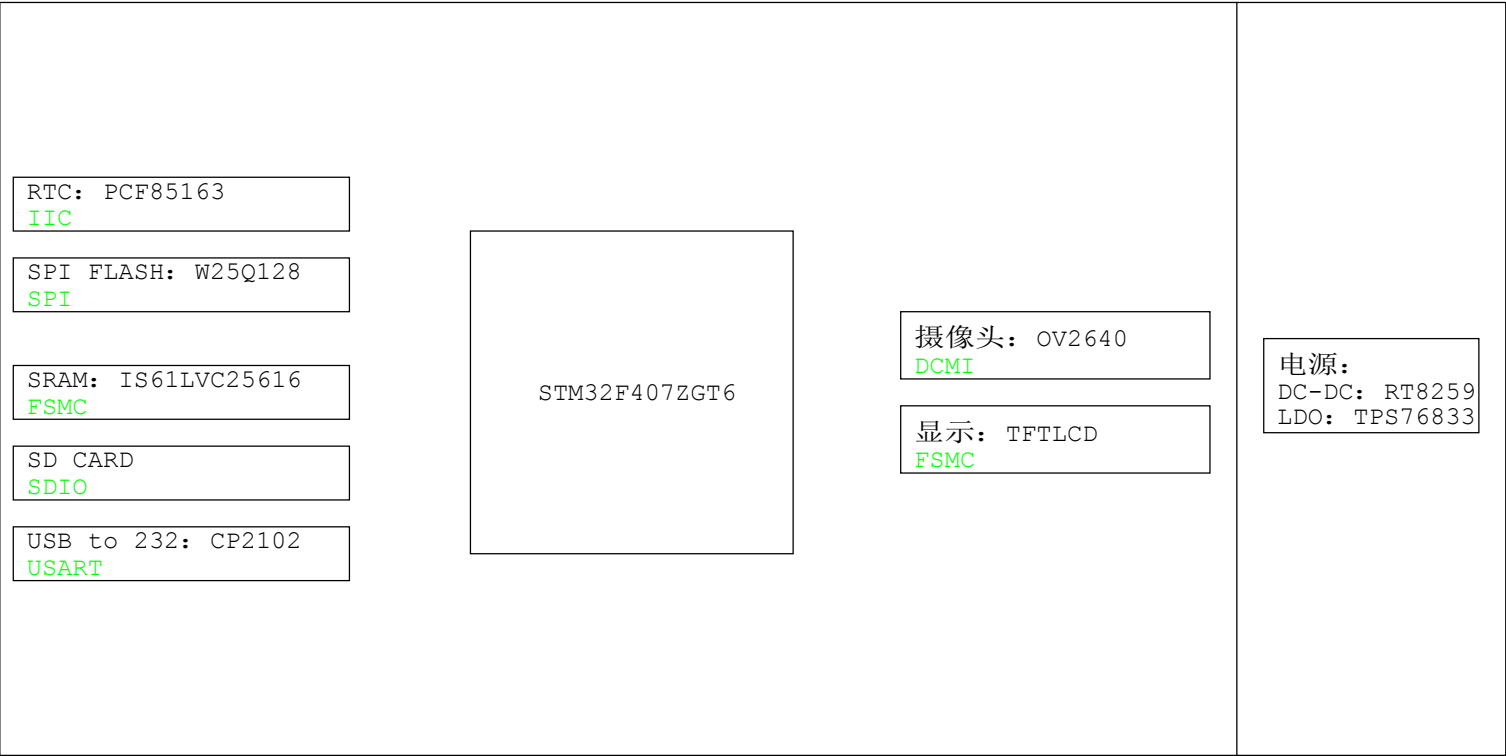 RTC: PCF85163
IIC
SPI FLASH: W25Q128
SPI
SRAM: IS61LVC25616
FSMC
SD CARD
SDIO
USB to 232: CP2102
USART
STM32F407ZGT6
摄像头：OV2640
DCMI
显示：TFTLCD
FSMC
电源：
DC-DC: RT8259
LDO: TPS76833